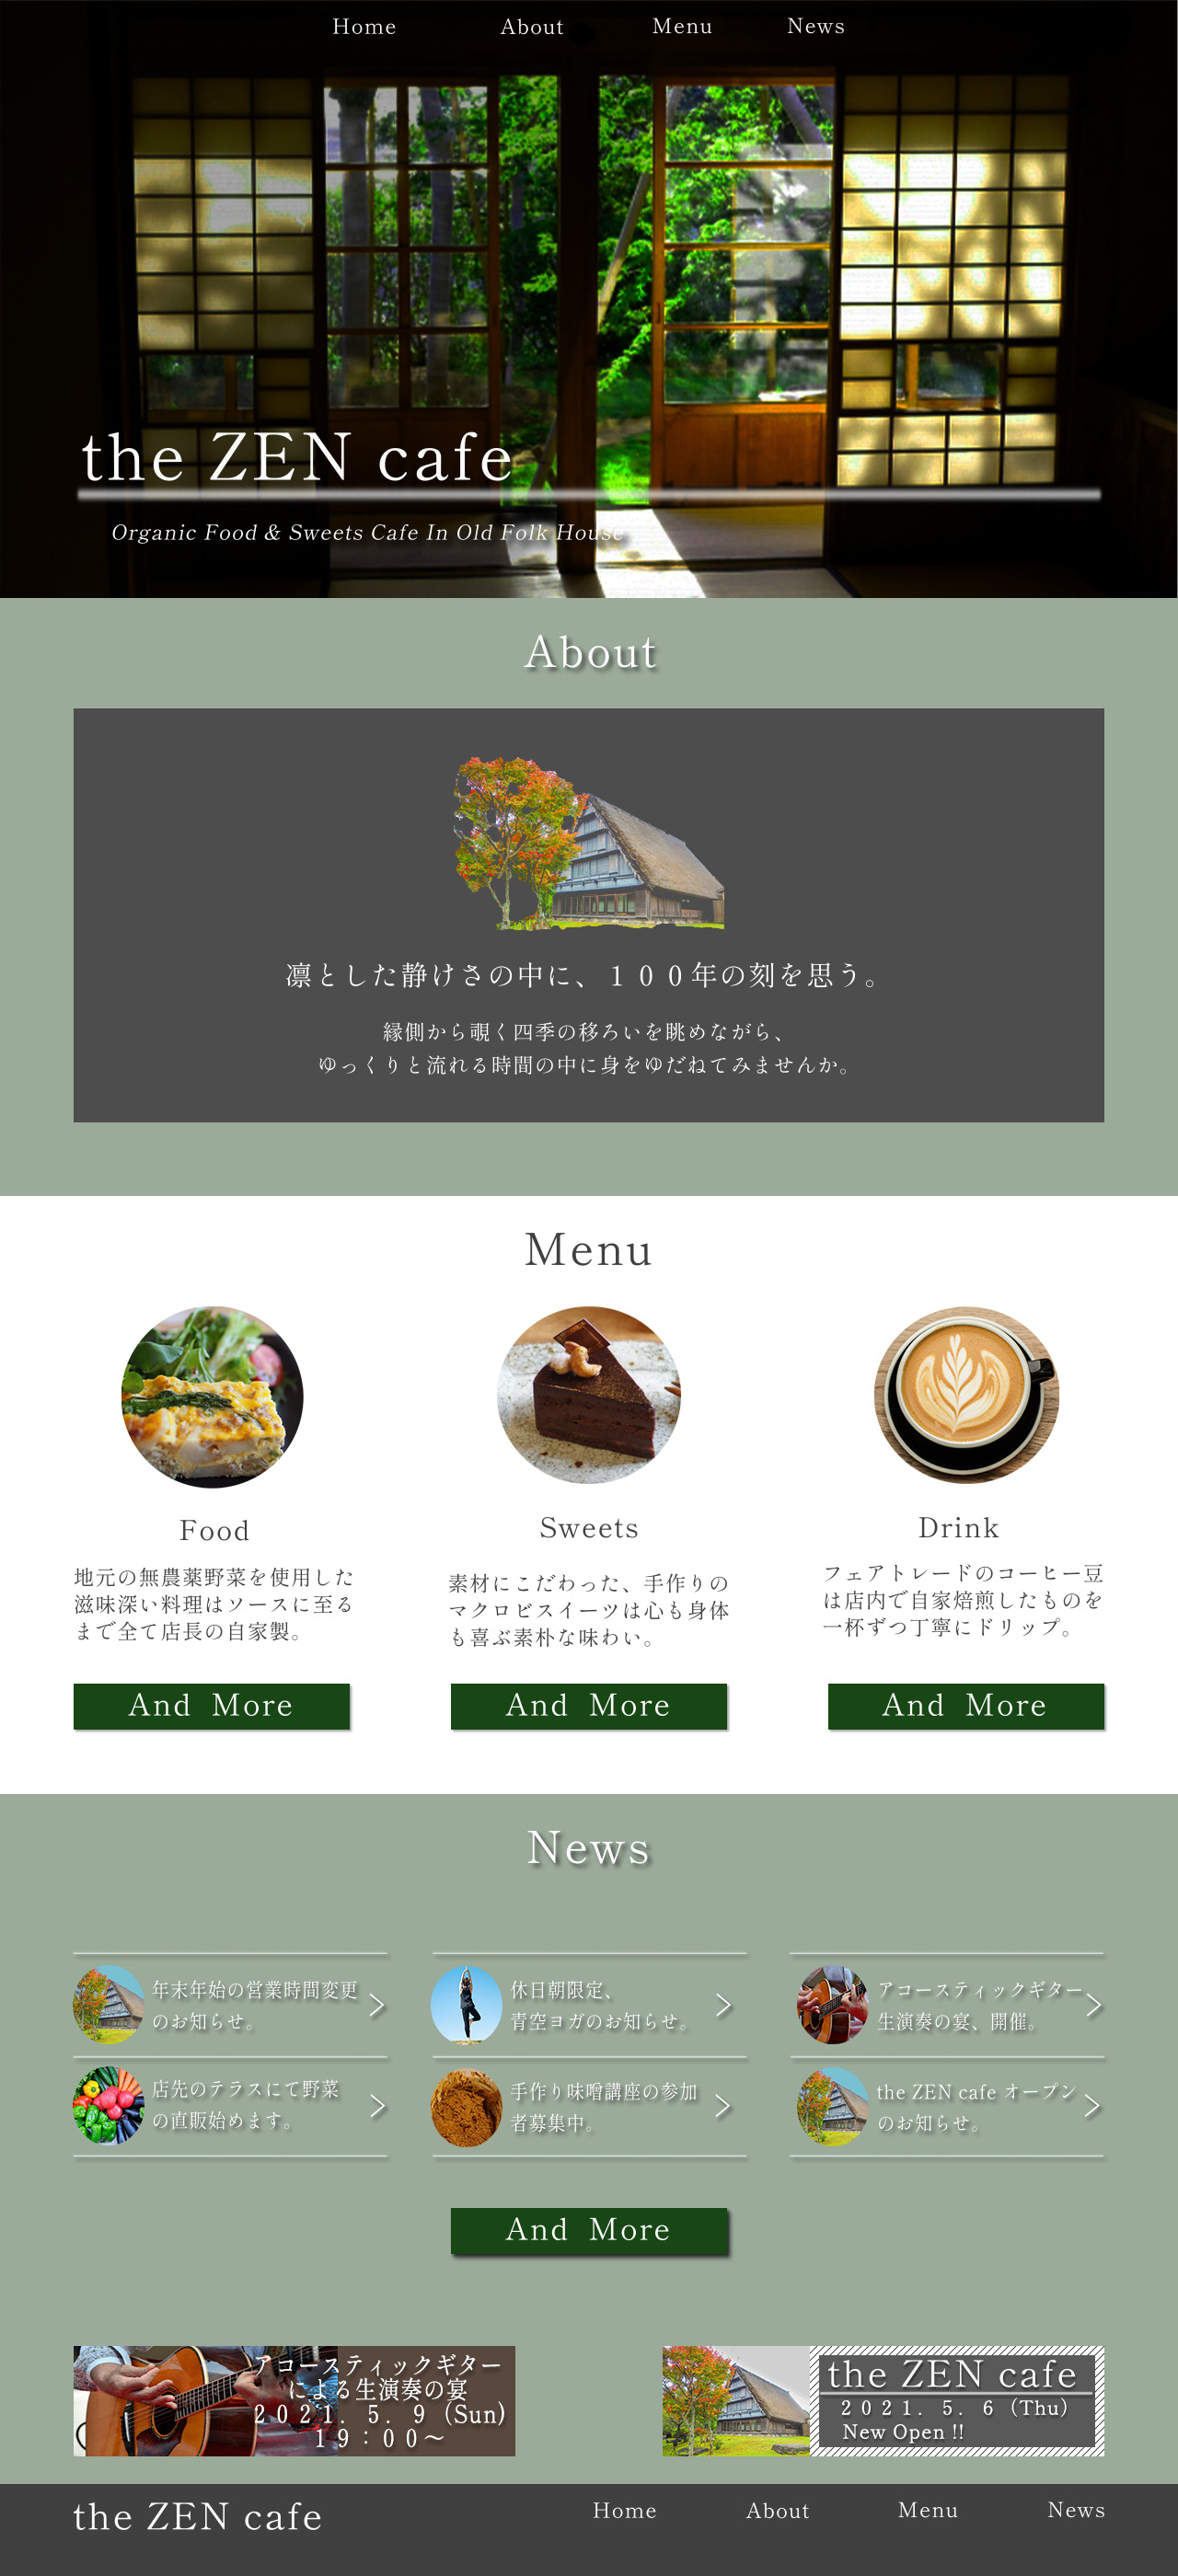 Home About Menu News
the ZEN cafe
Organic Food & Sweets Cafe In Old Folk House
About
凛とした静けさの中に、１００年の刻を思う。
縁側から覗く四季の移ろいを眺めながら、
ゆっくりと流れる時間の中に身をゆだねてみませんか。
Menu
Food
地元の無農薬野菜を使用した
滋味深い料理はソースに至る
まで全て店長の自家製。
And More
Sweets
素材にこだわった、手作りの
マクロビスイーツは心も身体
も喜ぶ素朴な味わい。
And More
Drink
フェアトレードのコーヒー豆
は店内で自家焙煎したものを
一杯ずつ丁寧にドリップ。
And More
News
年末年始の営業時間変更
のお知らせ。
休日朝限定、
青空ヨガのお知らせ。
アコースティックギター
生演奏の宴、開催。
店先のテラスにて野菜
の直販始めます。
手作り味噌講座の参加
者募集中。
the ZEN cafe オープン
のお知らせ。
And More
アコースティックギター
による生演奏の宴
２０２１．５．９（Sun）
１９：００～
the ZEN cafe
２０２１．５．６（Thu）
New Open !!
the ZEN cafe
Home About Menu News